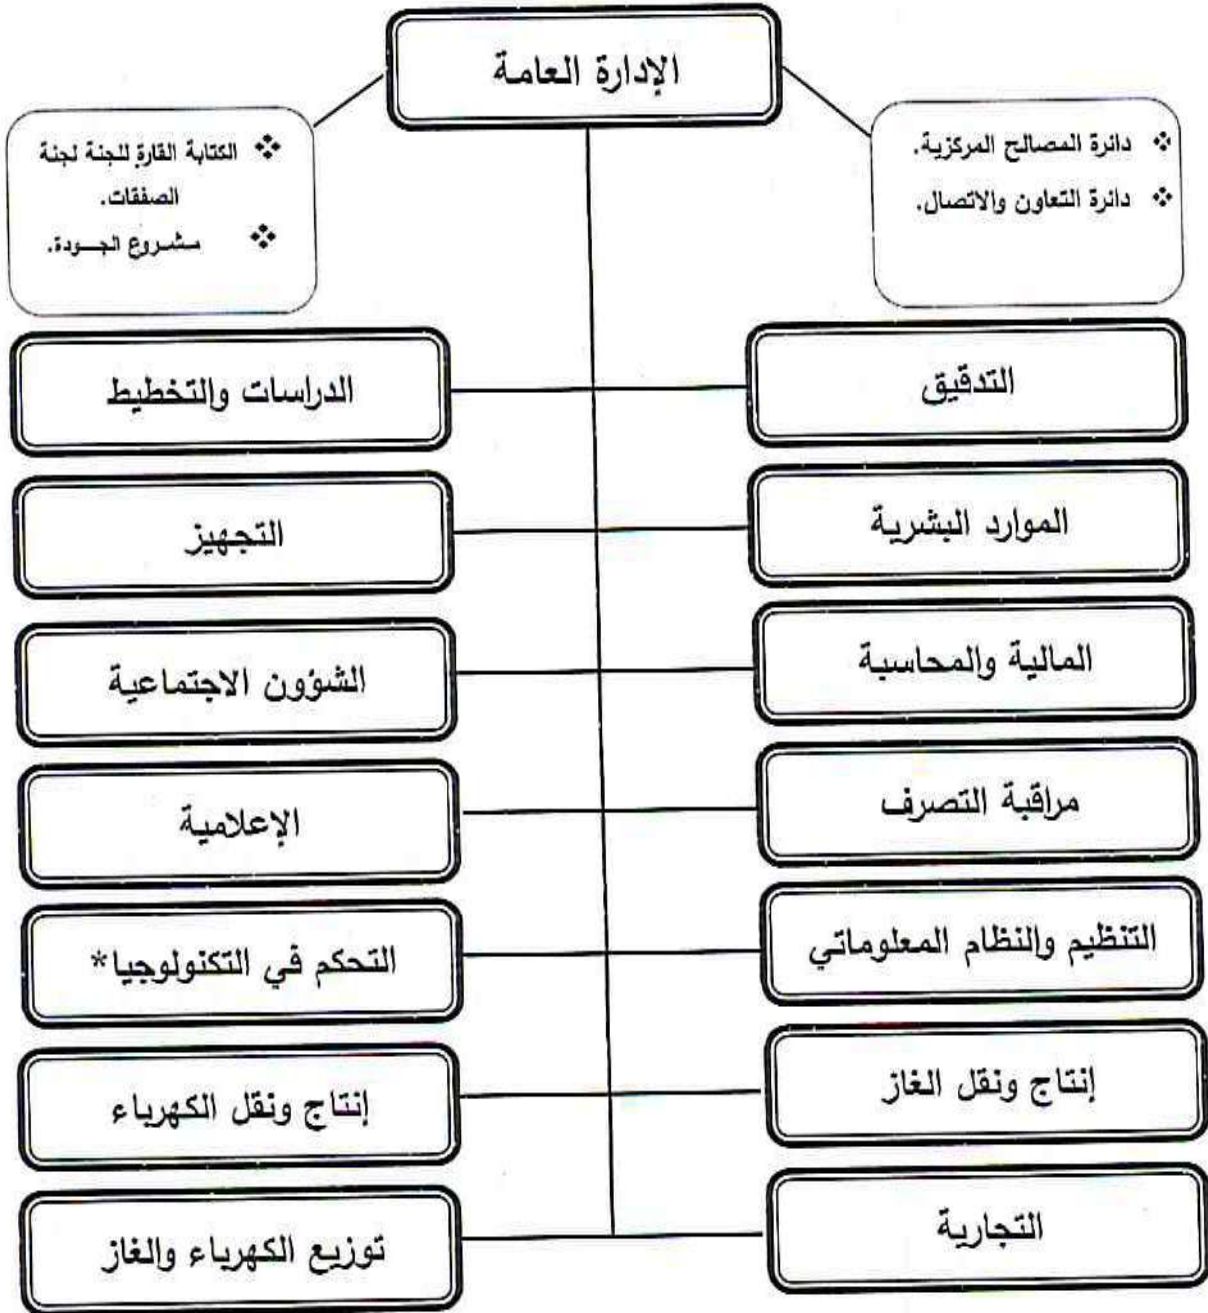 الإدارة العامة
❖ دائرة المصالح المركزية.
❖ دائرة التعاون والاتصال.
❖ الكتابة القارة للجنة لجنة
الصفقات.
❖ مشروع الجودة.
التدقيق
الدراسات والتخطيط
الموارد البشرية
التجهيز
المالية والمحاسبة
الشؤون الاجتماعية
مراقبة التصرف
الإعلامية
التنظيم والنظام المعلوماتي
التحكم في التكنولوجيا*
إنتاج ونقل الغاز
إنتاج ونقل الكهرباء
التجارية
توزيع الكهرباء والغاز